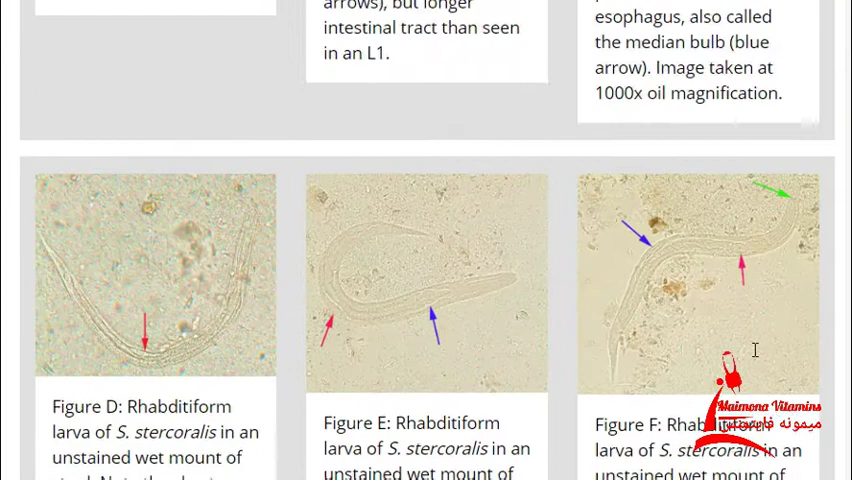 arrows), but longer
intestinal tract than seen
in an L1.
esophagus, also called
the median bulb (blue
arrow). Image taken at
1000x oil magnification.
Figure D: Rhabditiform
larva of S. stercoralis in an
unstained wet mount of
Figure E: Rhabditiform
larva of S. stercoralis in an
unstained wet mount of
Figure F: Rhabditiform
larva of S. stercoralis in an
unstained wet mount of
Maimona Vitamins